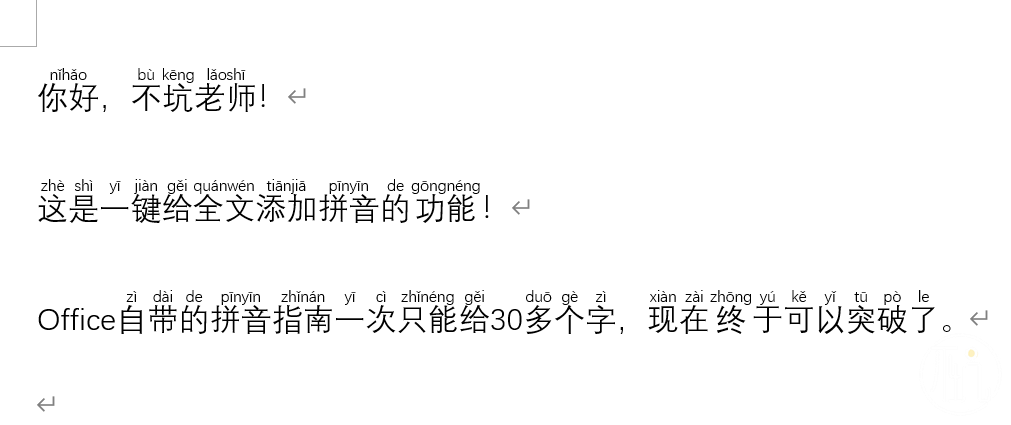 nǐhǎo bù kēng lǎoshī
你好，不坑老师！
zhè shì yī jiàn gěi quánwén tiānjiā pīnyīn de gōngnéng
这是一键给全文添加拼音的功能！
zì dài de pīnyīn zhǐnán yī cì zhǐnéng gěi duō gè zì xiàn zài zhōng yú kě yǐ tū pò le
Office自带的拼音指南一次只能给30多个字，现在终于可以突破了。